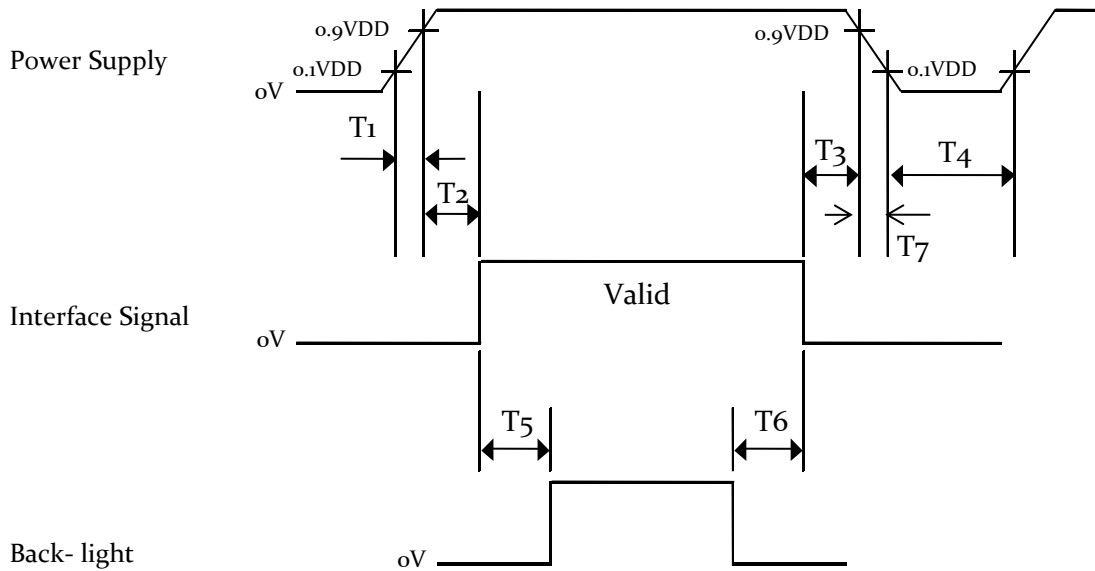 0.9VDD
0.9VDD
Power Supply
0.1VDD
0.1VDD
0V
T1
T3
T4
T2
T7
Valid
Interface Signal
0V
T5
T6
Back- light
0V